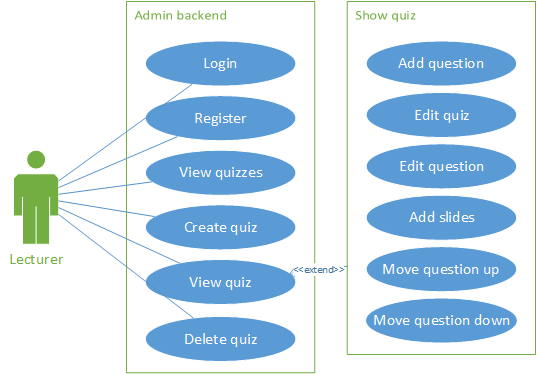 Admin backend
Login
Register
View quizzes
Create quiz
View quiz
Delete quiz
Lecturer
<<extend>>
Show quiz
Add question
Edit quiz
Edit question
Add slides
Move question up
Move question down